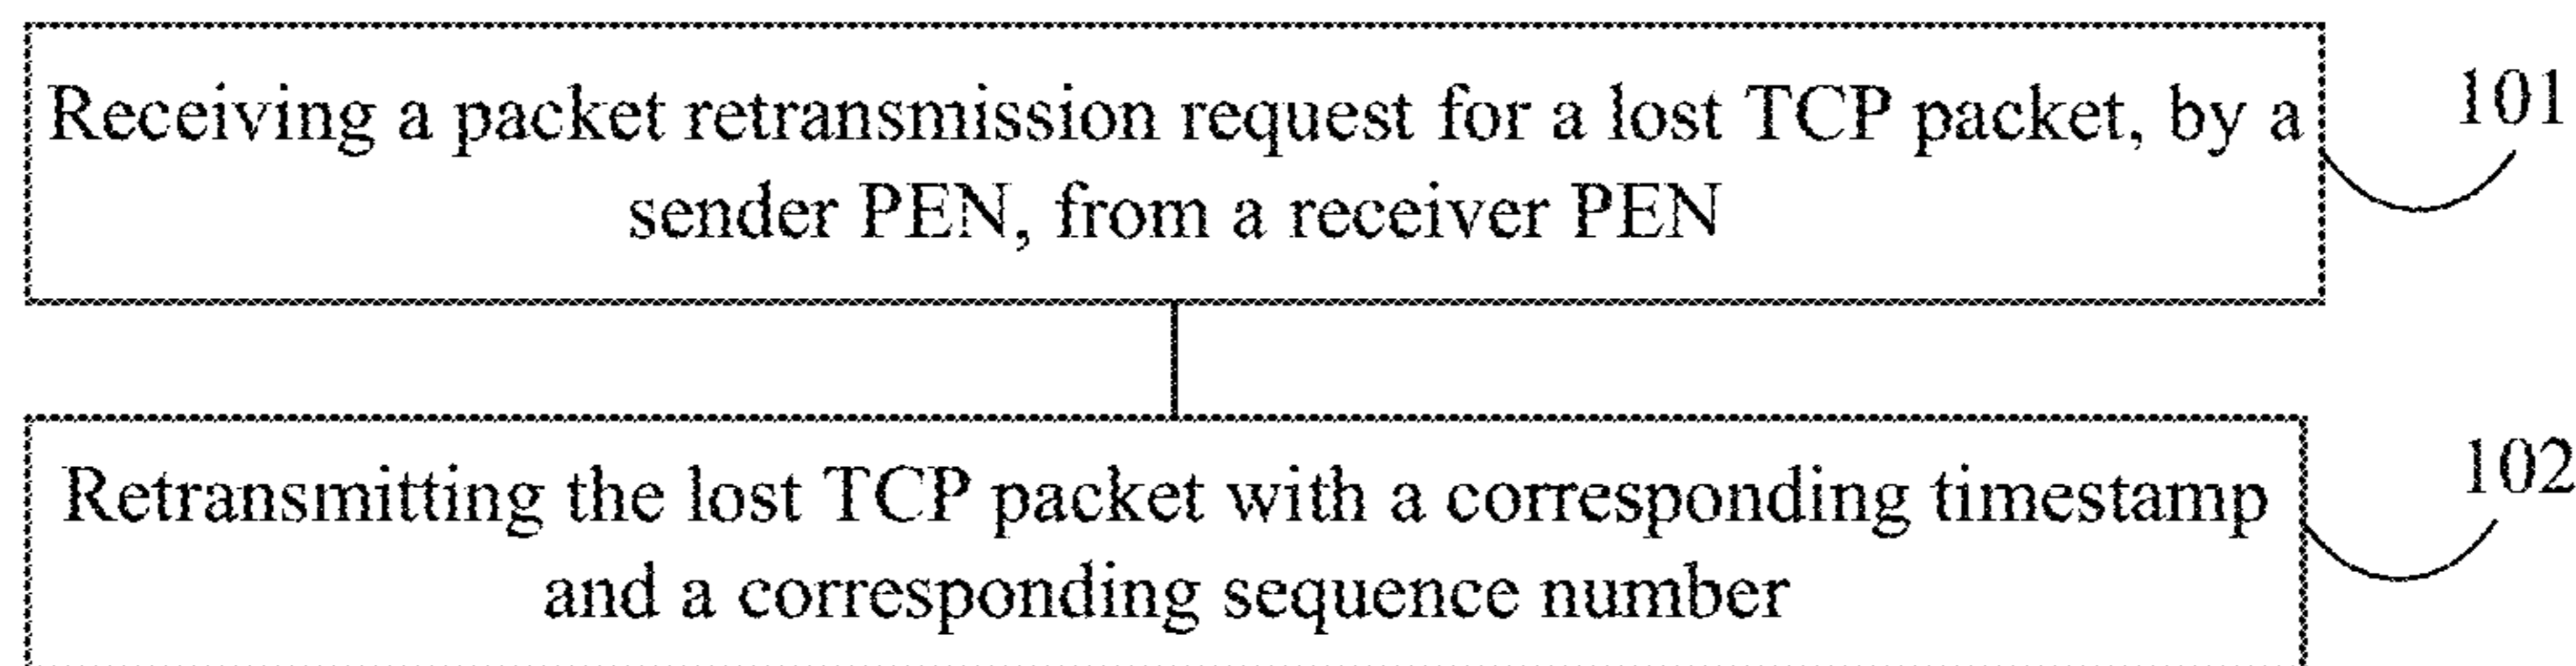 Receiving a packet retransmission request for a lost TCP packet, by a
sender PEN, from a receiver PEN
101
Retransmitting the lost TCP packet with a corresponding timestamp
and a corresponding sequence number
102